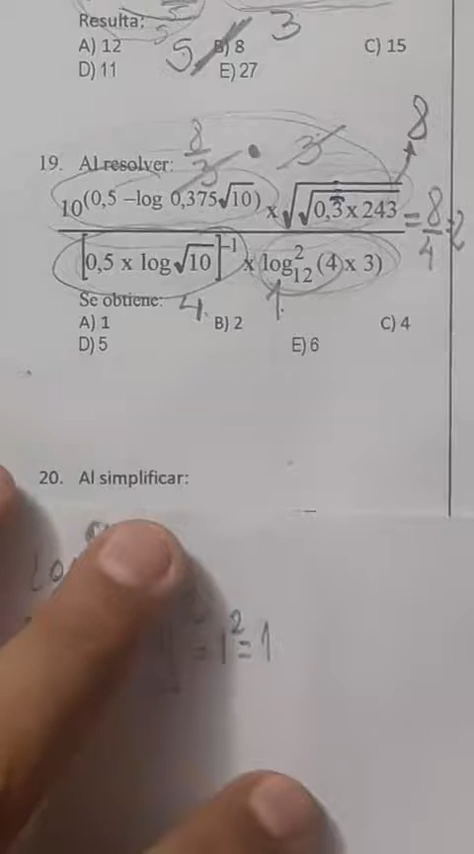 Resulta:
3
A) 12 5 B) 8 C) 15
D) 11 E) 27
8
19. Al resolver: 8/3 • 3
10^(0,5 –log 0,375√10) x √√0,3̂ x 243 = 8/4 = 2
[0,5 x log√10]^-1 x log²₁₂ (4) x 3)
Se obtiene: 4 1
A) 1 B) 2 C) 4
D) 5 E) 6
20. Al simplificar:
= 1² = 1